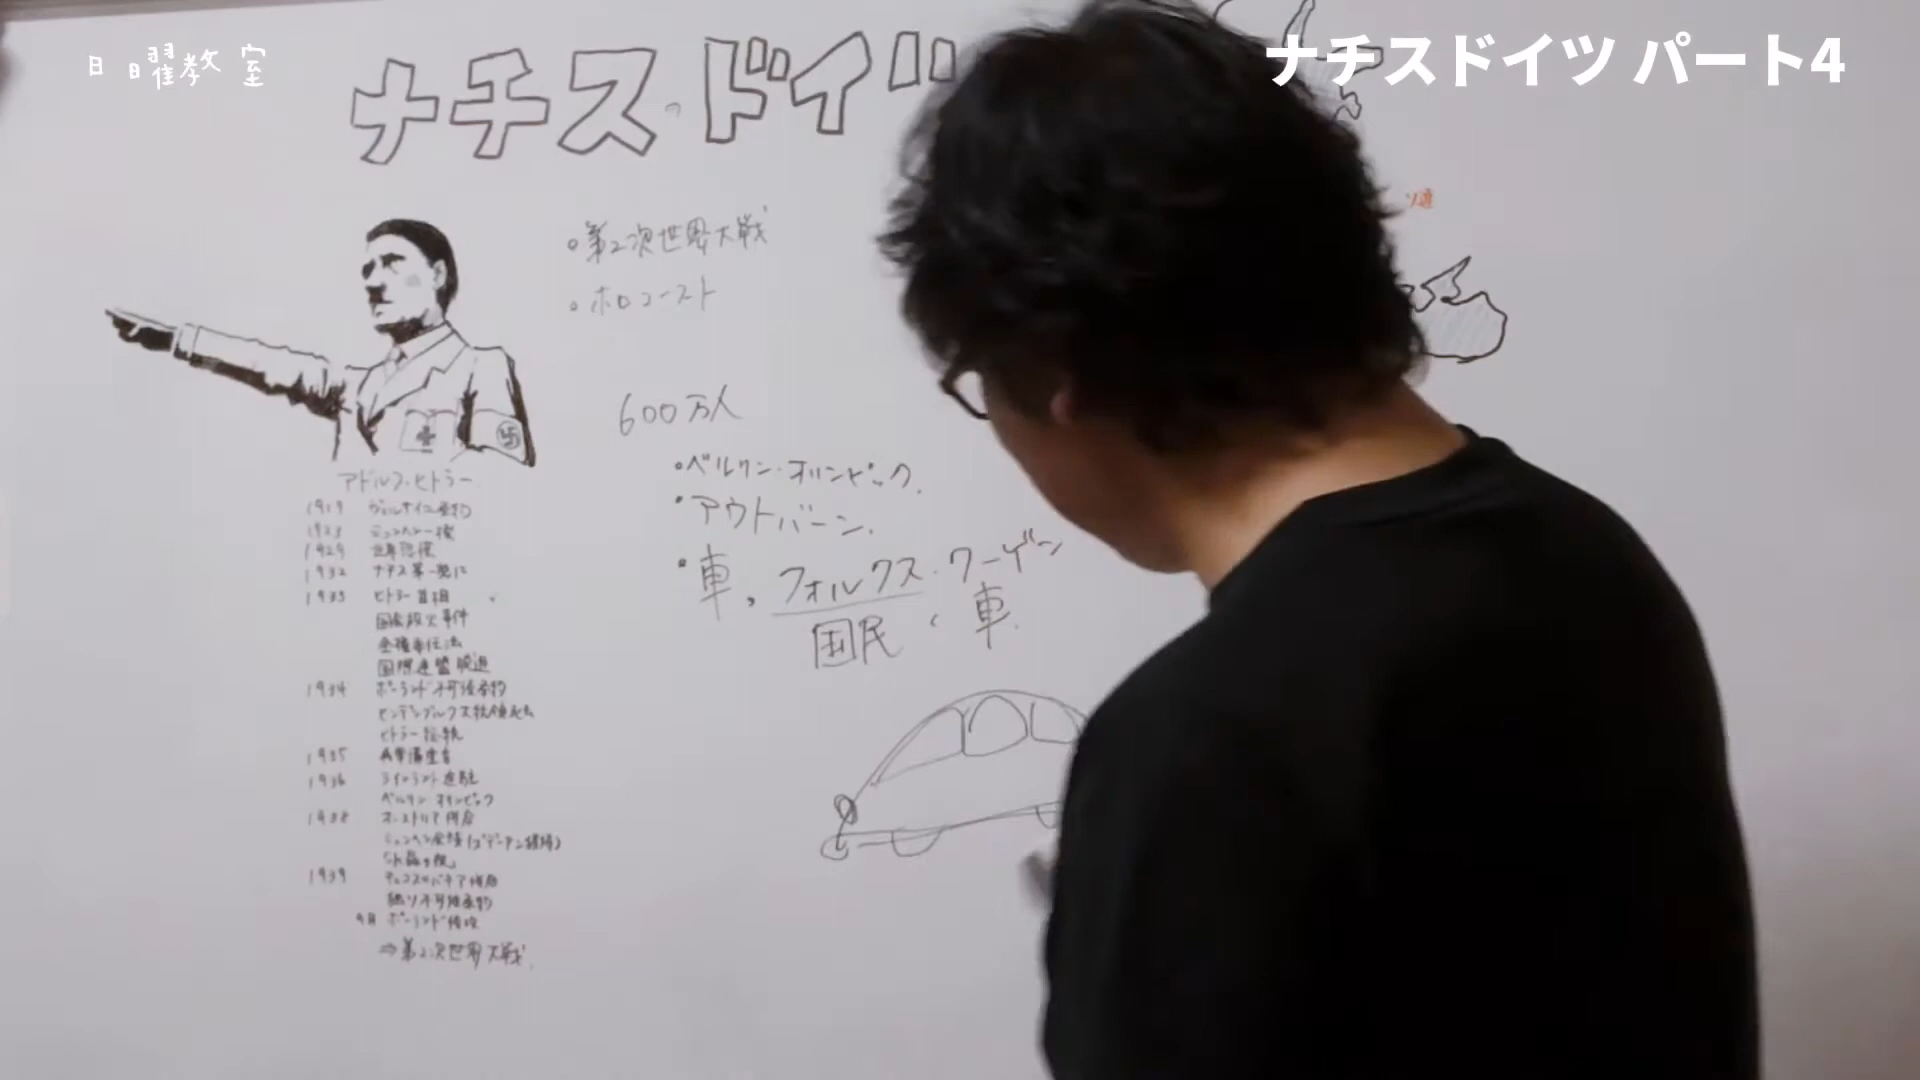 日曜教室
ナチスドイツ パート4
ナチス・ドイツ
ソ連
・第2次世界大戦
・ホロコースト
600万人
・ベルリン・オリンピック.
・アウトバーン.
・車, フォルクス・ワーゲン
国民 車.
アドルフ・ヒトラー
1919 ヴェルサイユ条約
1923 ミュンヘン一揆
1929 世界恐慌
1932 ナチス第一党に
1933 ヒトラー首相
国会放火事件
全権委任法
国際連盟脱退
1934 ポーランド不可侵条約
ヒンデンブルク大統領死去
ヒトラー総統
1935 再軍備宣言
1936 ラインラント進駐
ベルリン・オリンピック
1938 オーストリア併合
ミュンヘン会談(ズデーテン割譲)
「水晶の夜」
1939 チェコスロバキア併合
独ソ不可侵条約
9月 ポーランド侵攻
⇒第2次世界大戦.